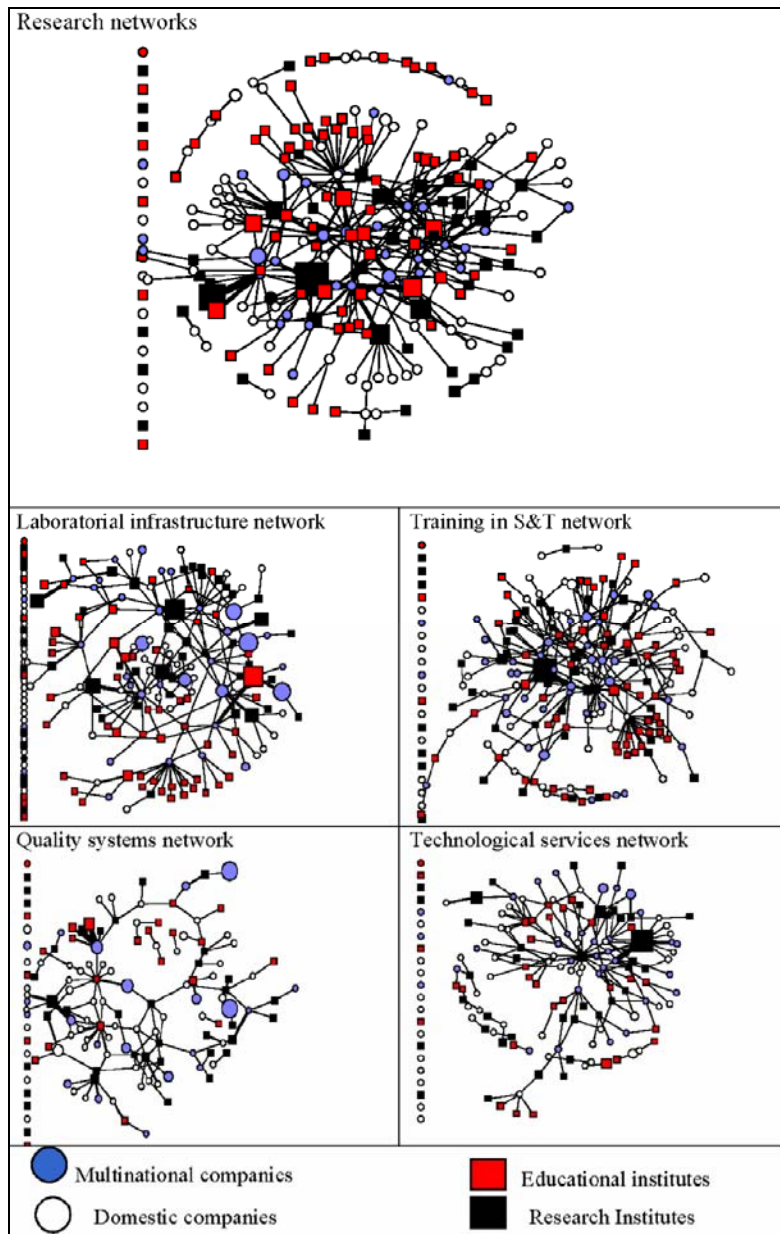 Research networks
Laboratorial infrastructure network
Training in S&T network
Quality systems network
Technological services network
Multinational companics
Educational institutes
Domestic companies
Research Institutes